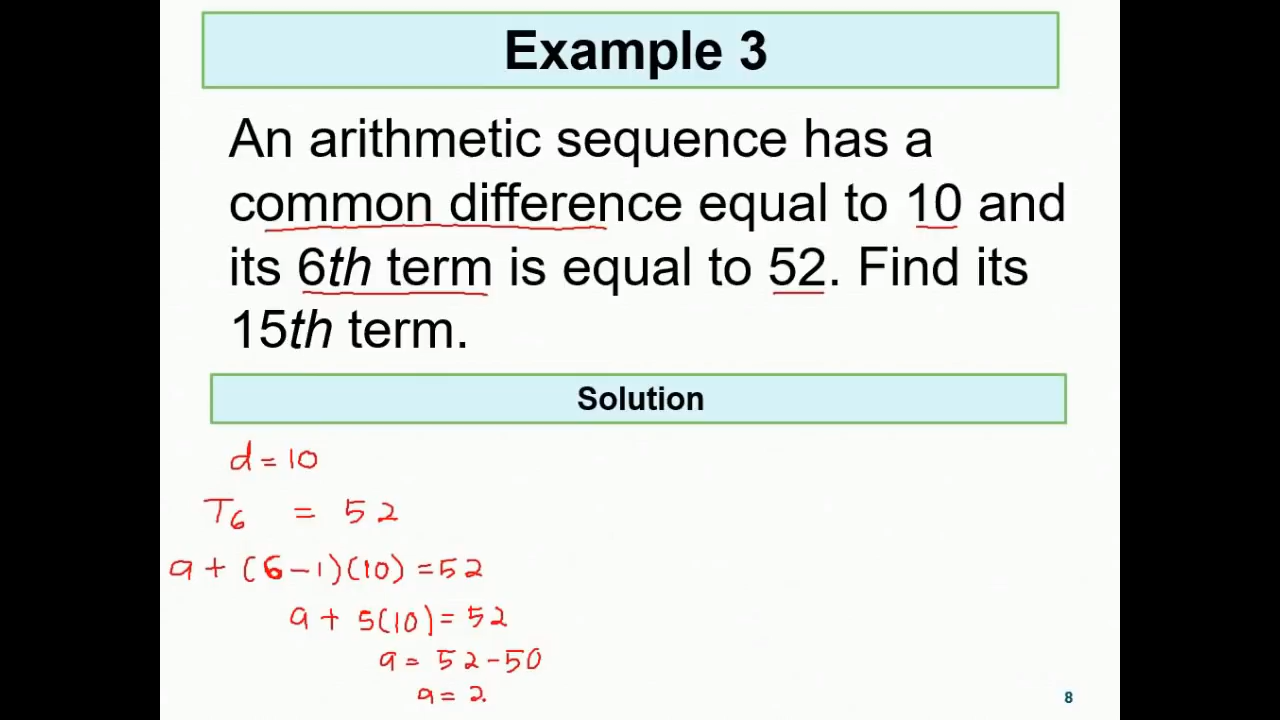 Example 3
An arithmetic sequence has a
common difference equal to 10 and
its 6th term is equal to 52. Find its
15th term.
Solution
d = 10
T₆ = 52
a + (6 - 1)(10) = 52
a + 5(10) = 52
a = 52 - 50
a = 2
8